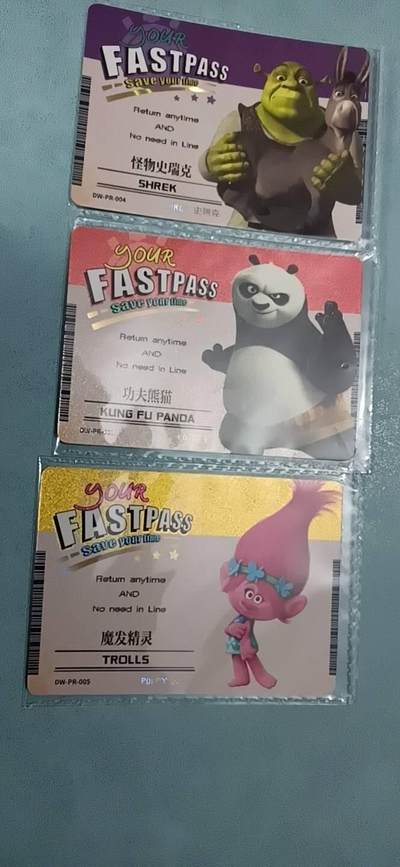 YOUR
FASTPASS
Save your time
Return anytime
AND
No need in Line
怪物史瑞克
SHREK
DW-PR-004
史瑞克
YOUR
FASTPASS
Save your time
Return anytime
AND
No need in Line
功夫熊猫
KUNG FU PANDA
YOUR
FASTPASS
Save your time
Return anytime
AND
No need in Line
魔发精灵
TROLLS
DW-PR-005